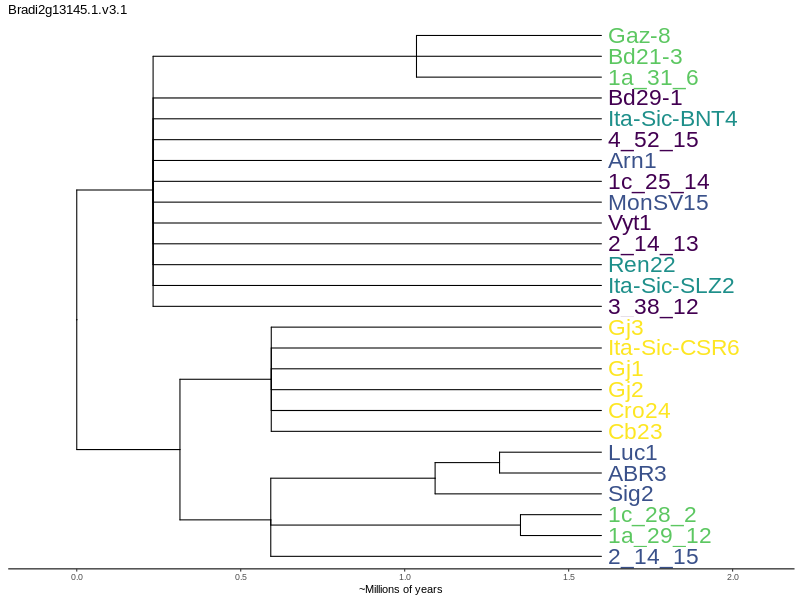 Bradi2g13145.1.v3.1
Gaz-8
Bd21-3
1a_31_6
Bd29-1
Ita-Sic-BNT4
4_52_15
Arn1
1c_25_14
MonSV15
Vyt1
2_14_13
Ren22
Ita-Sic-SLZ2
3_38_12
Gj3
Ita-Sic-CSR6
Gj1
Gj2
Cro24
Cb23
Luc1
ABR3
Sig2
1c_28_2
1a_29_12
2_14_15
0.0 0.5 1.0 1.5 2.0
~Millions of years